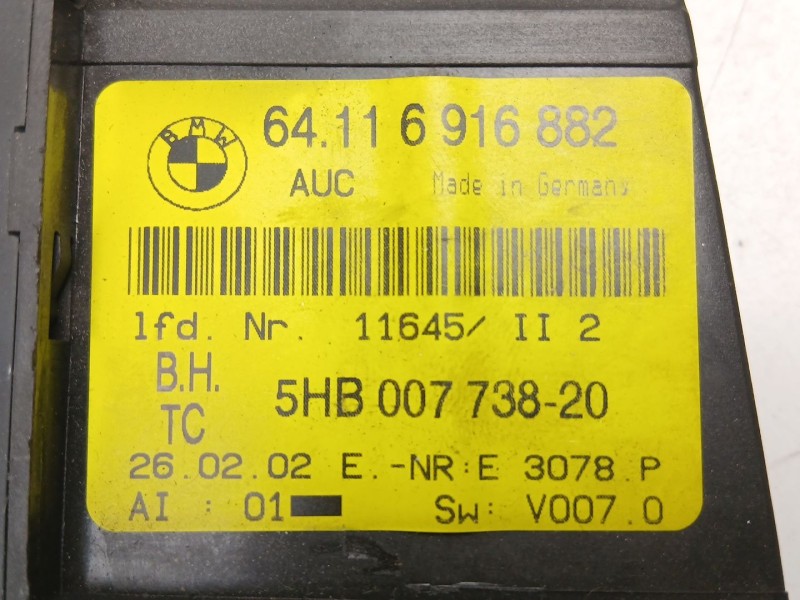 BMW
64.11 6 916 882
AUC Made in Germany
lfd. Nr. 11645/ II 2
B.H.
TC
5HB 007 738-20
26.02.02 E.-NR:E 3078.P
AI : 01
Sw: V007.0